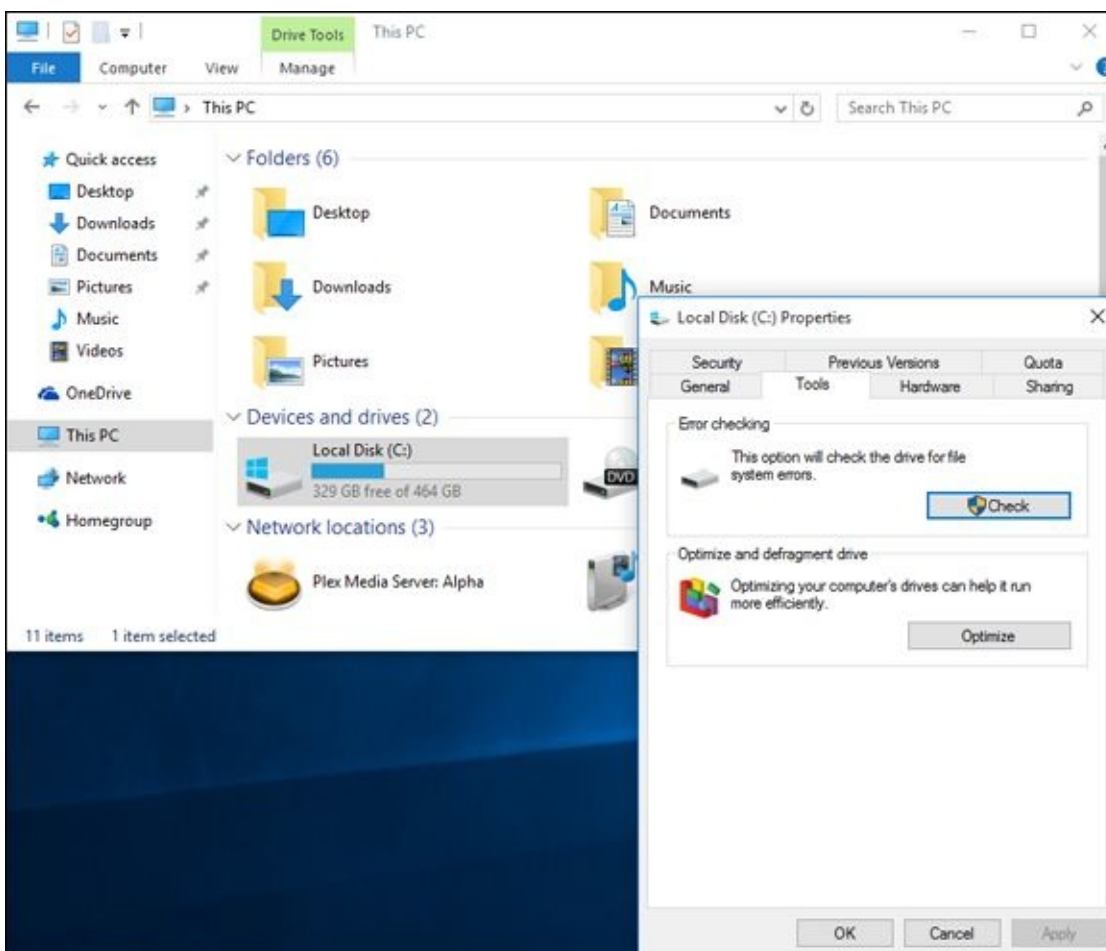 Drive Tools
This PC
File
Computer
View
Manage
This PC
Search This PC
Quick access
Desktop
Downloads
Documents
Pictures
Music
Videos
OneDrive
This PC
Network
Homegroup
Folders (6)
Desktop
Documents
Downloads
Music
Pictures
Devices and drives (2)
Local Disk (C:)
329 GB free of 464 GB
DVD
Network locations (3)
Plex Media Server: Alpha
11 items
1 item selected
Local Disk (C:) Properties
Security
Previous Versions
Quota
General
Tools
Hardware
Sharing
Error checking
This option will check the drive for file
system errors.
Check
Optimize and defragment drive
Optimizing your computer's drives can help it run
more efficiently.
Optimize
OK
Cancel
Apply